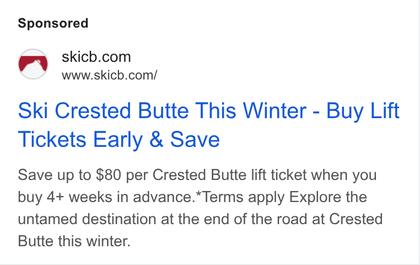 Sponsored
skicb.com
www.skicb.com/
Ski Crested Butte This Winter - Buy Lift
Tickets Early & Save
Save up to $80 per Crested Butte lift ticket when you
buy 4+ weeks in advance.*Terms apply Explore the
untamed destination at the end of the road at Crested
Butte this winter.